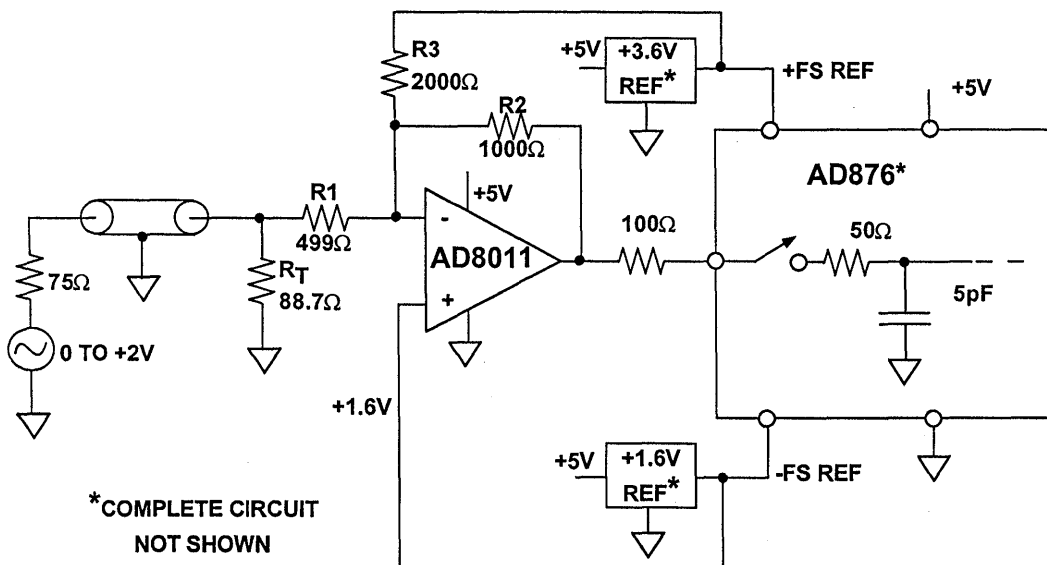 R3
2000Ω
+5V
+3.6V
REF*
+FS REF
+5V
R2
1000Ω
AD876*
R1
499Ω
+5V
-
AD8011
+
100Ω
50Ω
5pF
75Ω
RT
88.7Ω
0 TO +2V
+1.6V
+5V
+1.6V
REF*
-FS REF
*COMPLETE CIRCUIT
NOT SHOWN